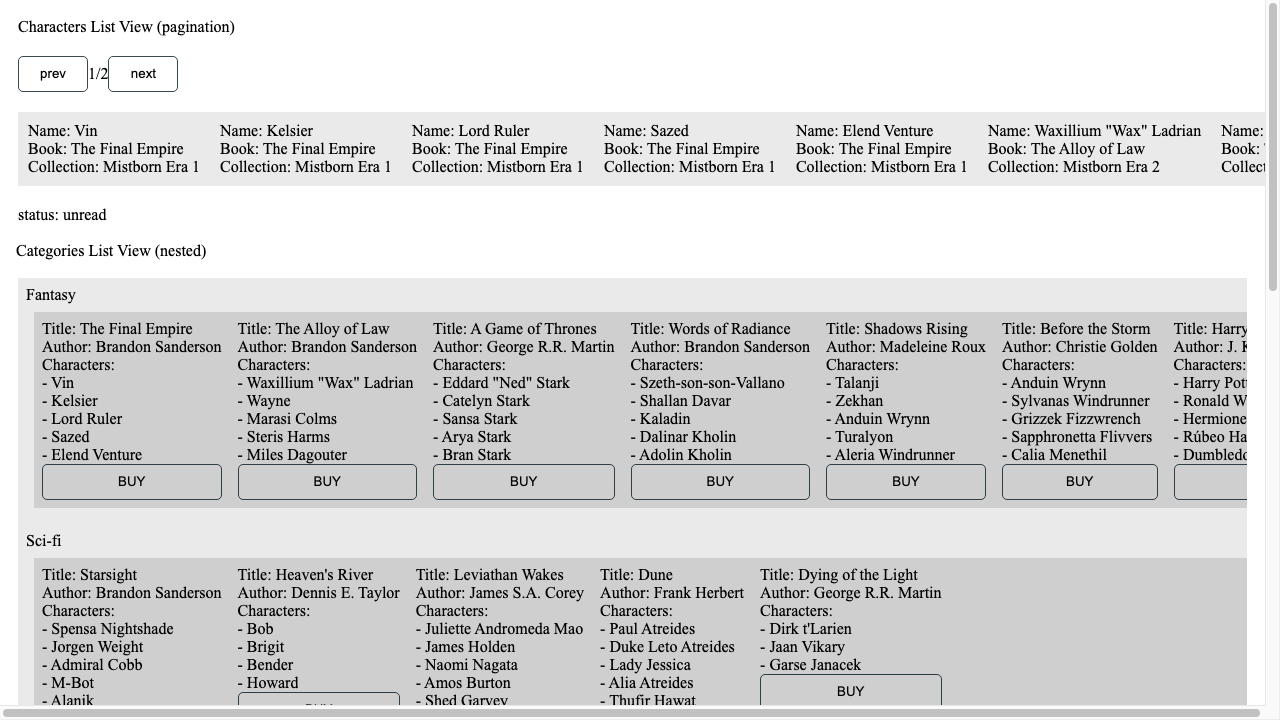 Characters List View (pagination)
prev 1/2 next
Name: Vin Name: Kelsier Name: Lord Ruler Name: Sazed Name: Elend Venture Name: Waxillium "Wax" Ladrian Name:
Book: The Final Empire Book: The Final Empire Book: The Final Empire Book: The Final Empire Book: The Final Empire Book: The Alloy of Law Book:
Collection: Mistborn Era 1 Collection: Mistborn Era 1 Collection: Mistborn Era 1 Collection: Mistborn Era 1 Collection: Mistborn Era 1 Collection: Mistborn Era 2 Collect
status: unread
Categories List View (nested)
Fantasy
Title: The Final Empire Title: The Alloy of Law Title: A Game of Thrones Title: Words of Radiance Title: Shadows Rising Title: Before the Storm Title: Harry
Author: Brandon Sanderson Author: Brandon Sanderson Author: George R.R. Martin Author: Brandon Sanderson Author: Madeleine Roux Author: Christie Golden Author: J. K
Characters: Characters: Characters: Characters: Characters: Characters: Characters:
- Vin - Waxillium "Wax" Ladrian - Eddard "Ned" Stark - Szeth-son-son-Vallano - Talanji - Anduin Wrynn - Harry Pot
- Kelsier - Wayne - Catelyn Stark - Shallan Davar - Zekhan - Sylvanas Windrunner - Ronald W
- Lord Ruler - Marasi Colms - Sansa Stark - Kaladin - Anduin Wrynn - Grizzek Fizzwrench - Hermione
- Sazed - Steris Harms - Arya Stark - Dalinar Kholin - Turalyon - Sapphronetta Flivvers - Rúbeo Ha
- Elend Venture - Miles Dagouter - Bran Stark - Adolin Kholin - Aleria Windrunner - Calia Menethil - Dumbledo
BUY BUY BUY BUY BUY BUY
Sci-fi
Title: Starsight Title: Heaven's River Title: Leviathan Wakes Title: Dune Title: Dying of the Light
Author: Brandon Sanderson Author: Dennis E. Taylor Author: James S.A. Corey Author: Frank Herbert Author: George R.R. Martin
Characters: Characters: Characters: Characters: Characters:
- Spensa Nightshade - Bob - Juliette Andromeda Mao - Paul Atreides - Dirk t'Larien
- Jorgen Weight - Brigit - James Holden - Duke Leto Atreides - Jaan Vikary
- Admiral Cobb - Bender - Naomi Nagata - Lady Jessica - Garse Janacek
- M-Bot - Howard - Amos Burton - Alia Atreides BUY
- Alanik - Shed Garvey - Thufir Hawat